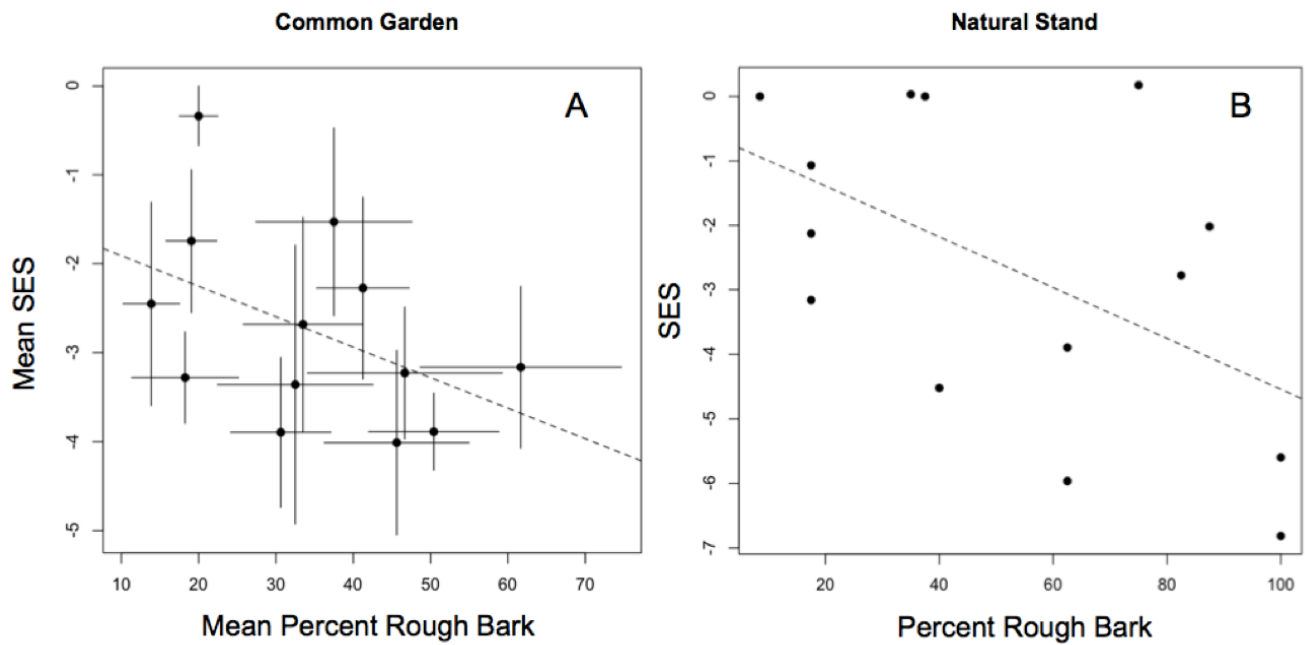 Common Garden
A
Mean SES
0
-1
-2
-3
-4
-5
10 20 30 40 50 60 70
Mean Percent Rough Bark
Natural Stand
B
SES
0
-1
-2
-3
-4
-5
-6
-7
20 40 60 80 100
Percent Rough Bark